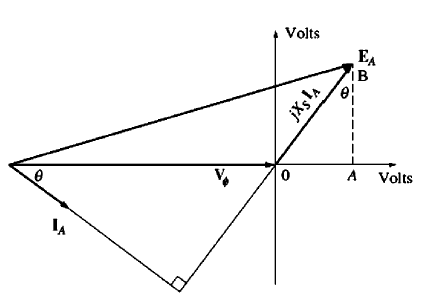 Volts
E_A
B
jX_S I_A
θ
θ
V_ϕ
0
A
Volts
I_A